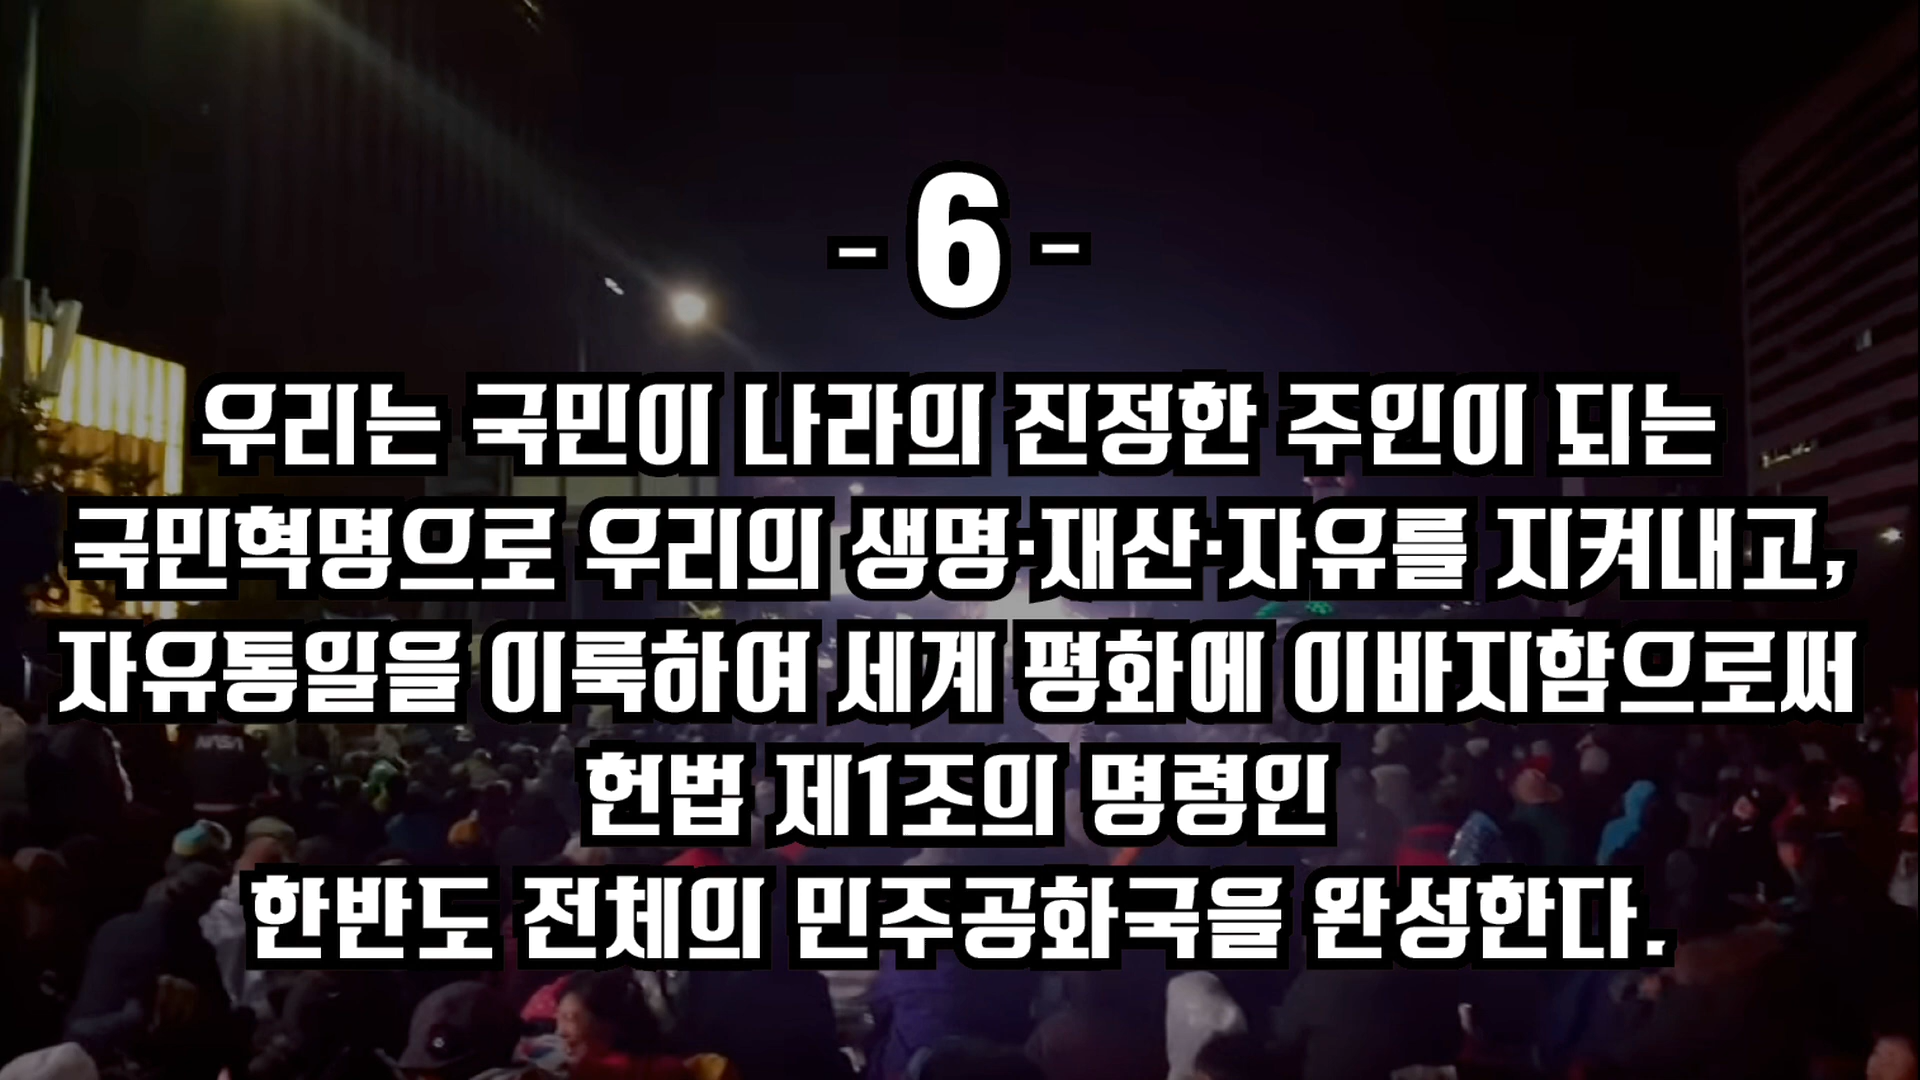 - 6 -
우리는 국민이 나라의 진정한 주인이 되는
국민혁명으로 우리의 생명·재산·자유를 지켜내고,
자유통일을 이룩하여 세계 평화에 이바지함으로써
헌법 제1조의 명령인
한반도 전체의 민주공화국을 완성한다.